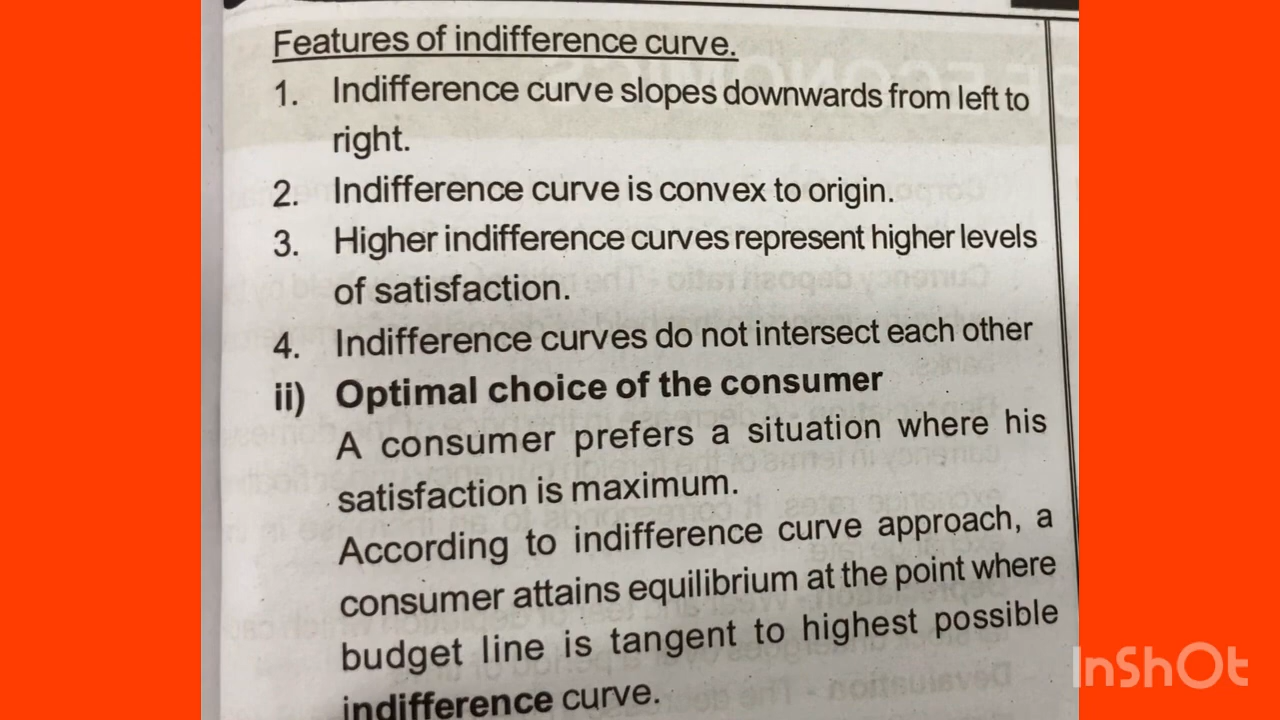 Features of indifference curve.
1. Indifference curve slopes downwards from left to
right.
2. Indifference curve is convex to origin.
3. Higher indifference curves represent higher levels
of satisfaction.
4. Indifference curves do not intersect each other
ii) Optimal choice of the consumer
A consumer prefers a situation where his
satisfaction is maximum.
According to indifference curve approach, a
consumer attains equilibrium at the point where
budget line is tangent to highest possible
indifference curve.
InShOt